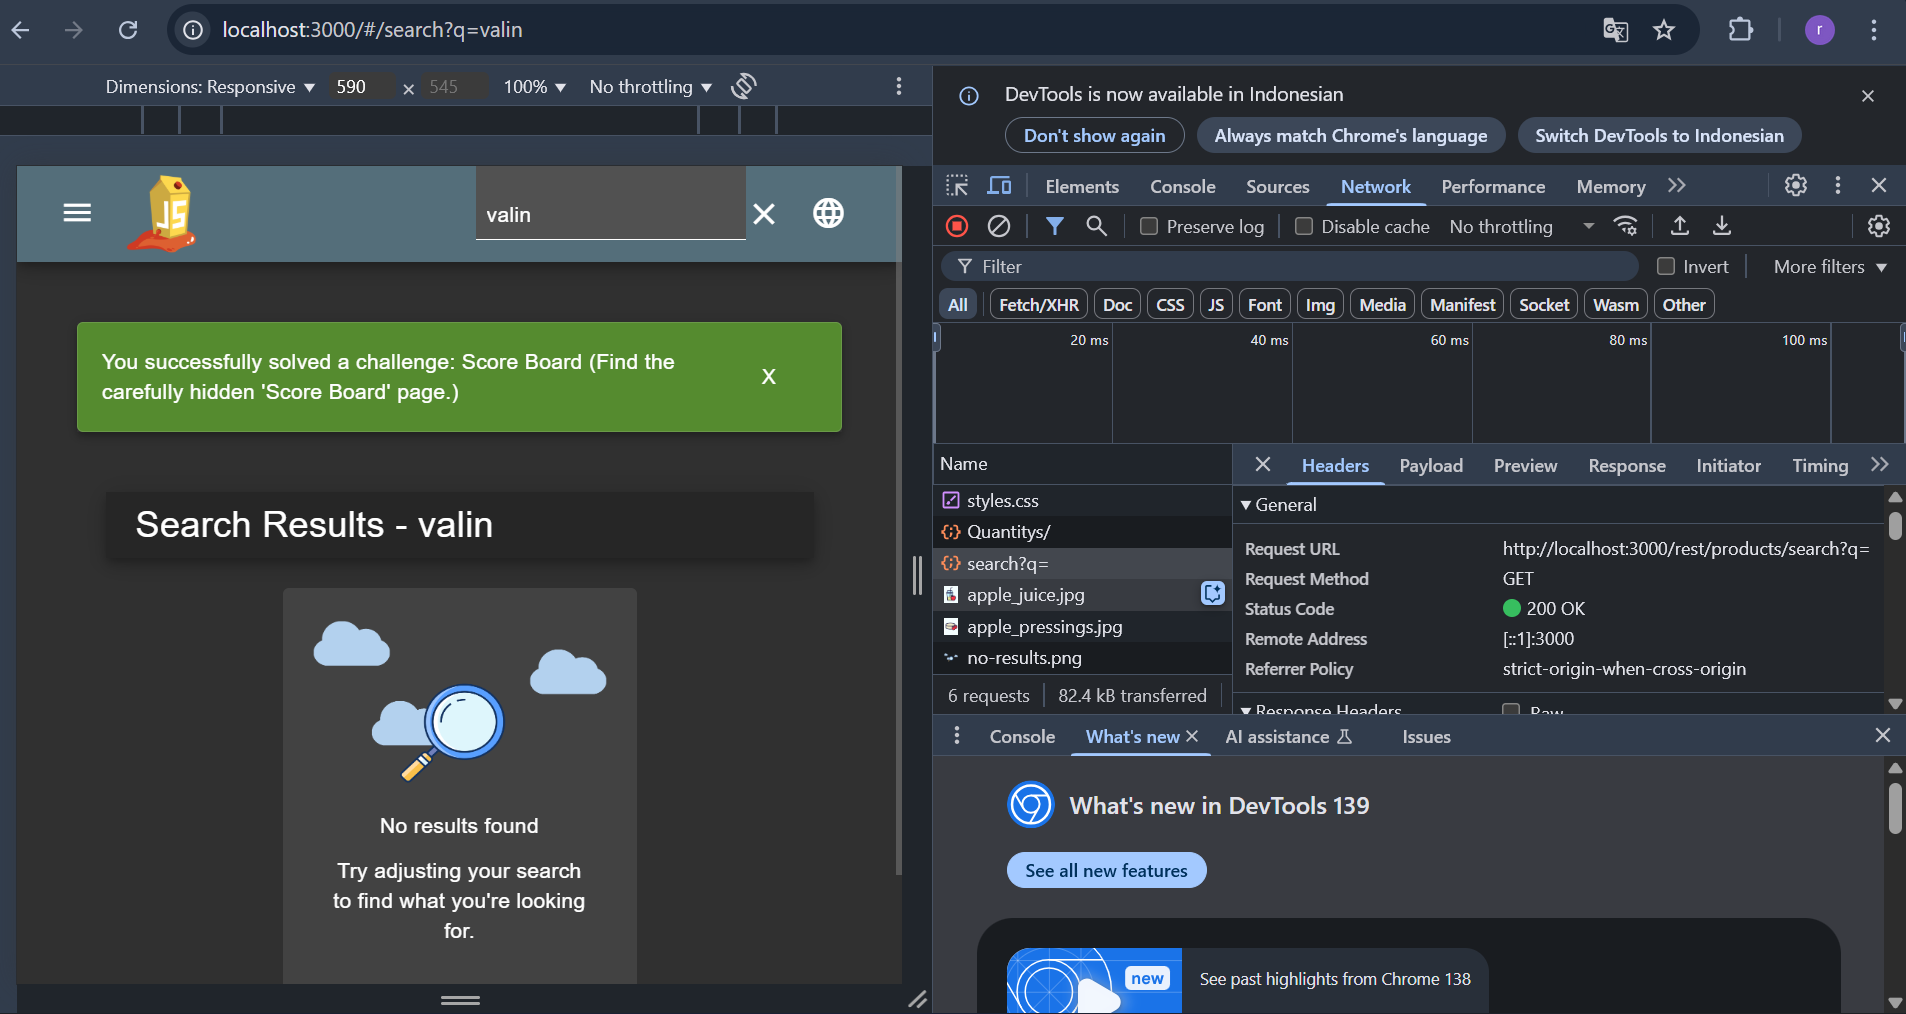 localhost:3000/#/search?q=valin
r
Dimensions: Responsive 590 × 545 100% No throttling
DevTools is now available in Indonesian
Don't show again Always match Chrome's language Switch DevTools to Indonesian
Elements Console Sources Network Performance Memory
Preserve log Disable cache No throttling
Filter Invert More filters
All Fetch/XHR Doc CSS JS Font Img Media Manifest Socket Wasm Other
20 ms 40 ms 60 ms 80 ms 100 ms
JS
valin
You successfully solved a challenge: Score Board (Find the
carefully hidden 'Score Board' page.)
X
Search Results - valin
No results found
Try adjusting your search
to find what you're looking
for.
Name
styles.css
Quantitys/
search?q=
apple_juice.jpg
apple_pressings.jpg
no-results.png
6 requests 82.4 kB transferred
Headers Payload Preview Response Initiator Timing
General
Request URL http://localhost:3000/rest/products/search?q=
Request Method GET
Status Code 200 OK
Remote Address [::1]:3000
Referrer Policy strict-origin-when-cross-origin
Response Headers Raw
Console What's new AI assistance Issues
What's new in DevTools 139
See all new features
new
See past highlights from Chrome 138